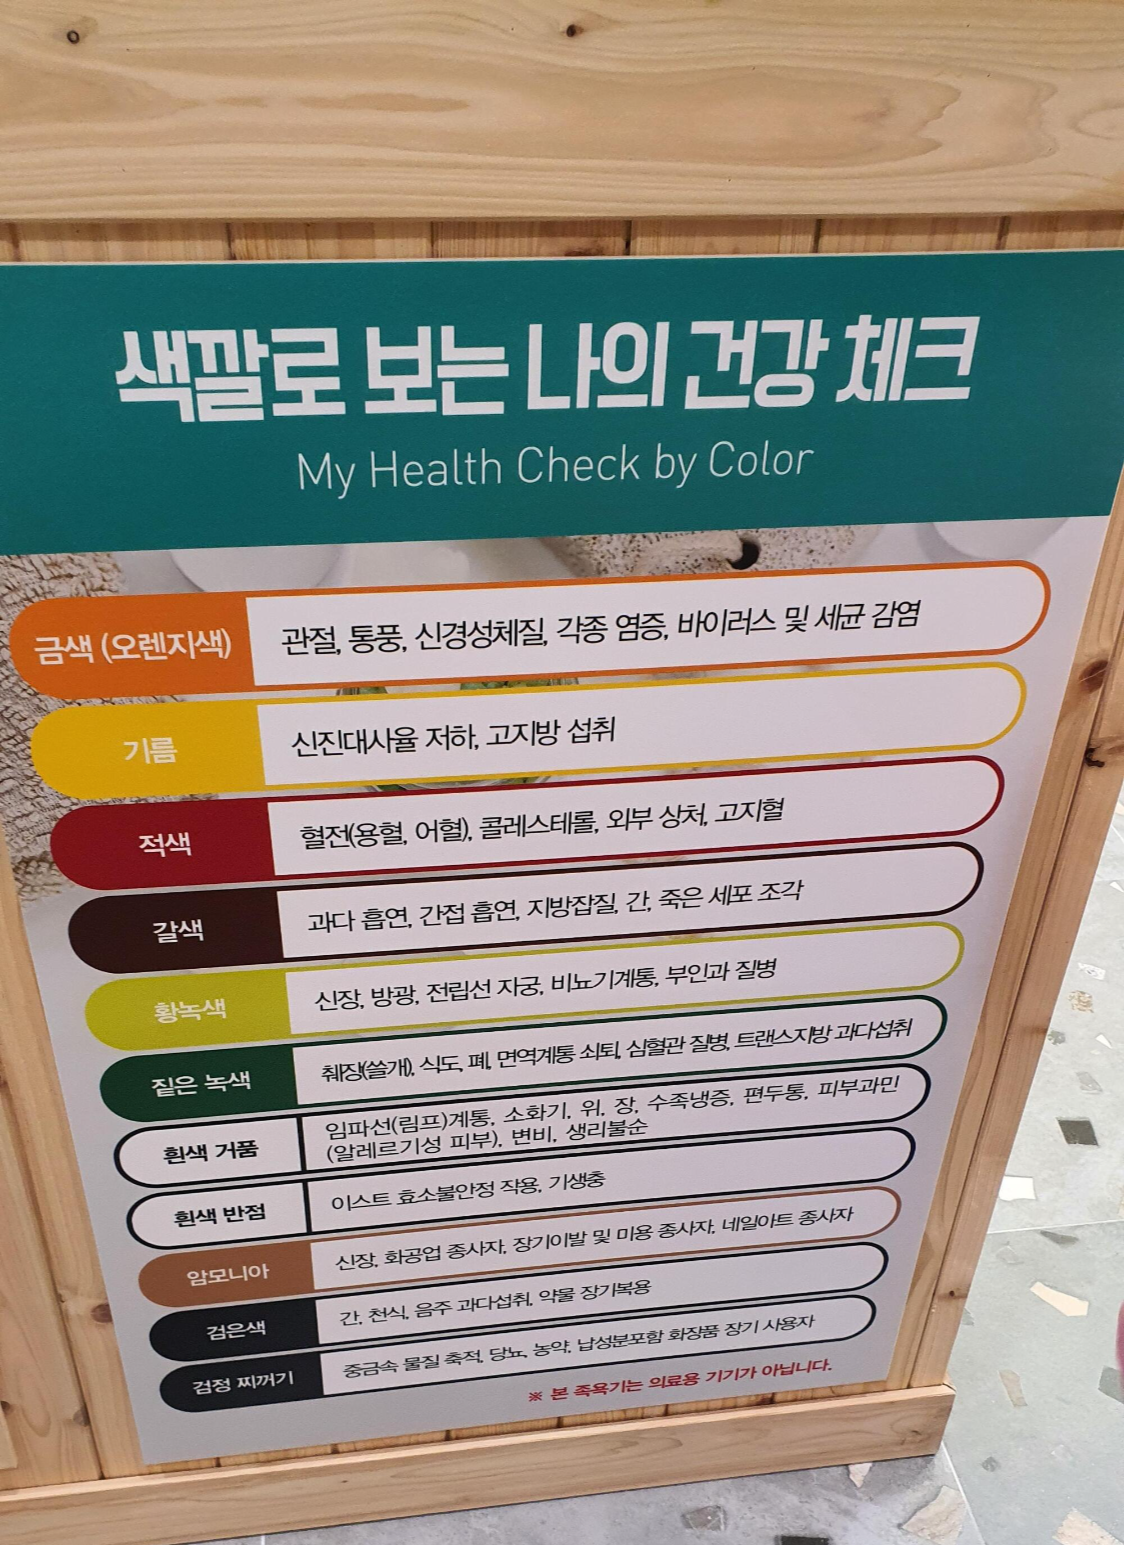 색깔로 보는 나의 건강 체크
My Health Check by Color
금색 (오렌지색)
관절, 통풍, 신경성체질, 각종 염증, 바이러스 및 세균 감염
기름
신진대사율 저하, 고지방 섭취
적색
혈전(용혈, 어혈), 콜레스테롤, 외부 상처, 고지혈
갈색
과다 흡연, 간접 흡연, 지방잡질, 간, 죽은 세포 조각
황녹색
신장, 방광, 전립선 자궁, 비뇨기계통, 부인과 질병
짙은 녹색
췌장(쓸개), 식도, 폐, 면역계통 쇠퇴, 심혈관 질병, 트랜스지방 과다섭취
흰색 거품
임파선(림프)계통, 소화기, 위, 장, 수족냉증, 편두통, 피부과민
(알레르기성 피부), 변비, 생리불순
흰색 반점
이스트 효소불안정 작용, 기생충
암모니아
신장, 화공업 종사자, 장기이발 및 미용 종사자, 네일아트 종사자
검은색
간, 천식, 음주 과다섭취, 약물 장기복용
검정 찌꺼기
중금속 물질 축적, 당뇨, 농약, 납성분포함 화장품 장기 사용자
※ 본 족욕기는 의료용 기기가 아닙니다.